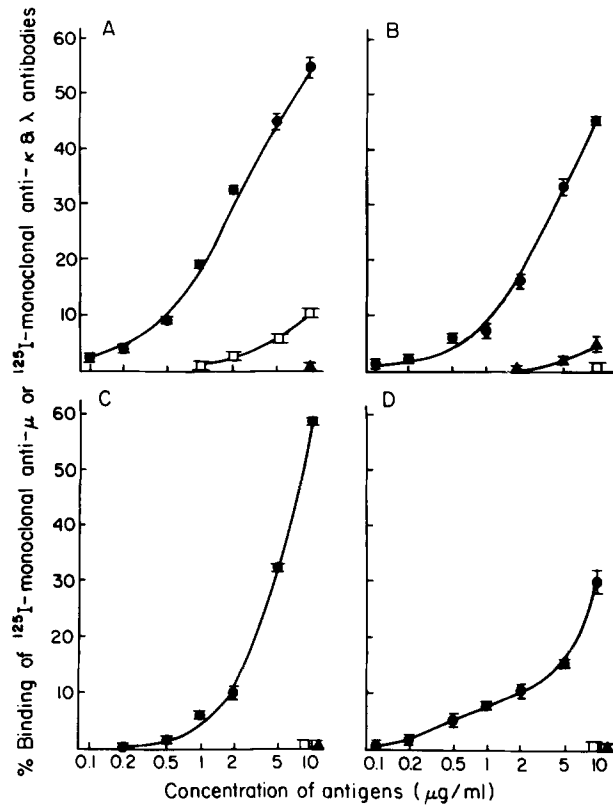 % Binding of ¹²⁵I-monoclonal anti-μ or
¹²⁵I-monoclonal anti-κ & λ antibodies
A
60
50
40
30
20
10
B
C
60
50
40
30
20
10
0
D
0.1 0.2 0.5 1 2 5 10
0.1 0.2 0.5 1 2 5 10
Concentration of antigens (μg/ml)